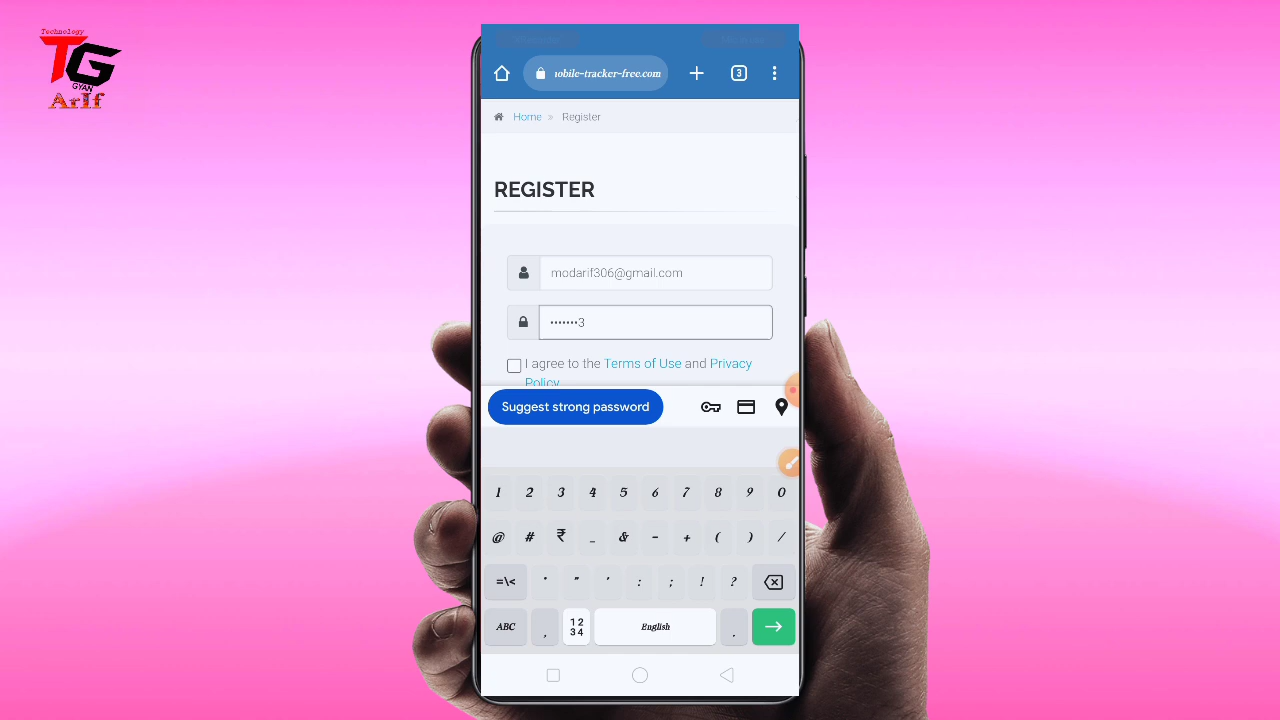 Technology
TG
GYAN
ArIf
obile-tracker-free.com
3
Home » Register
REGISTER
modarif306@gmail.com
•••••••3
I agree to the Terms of Use and Privacy
Policy
Suggest strong password
1 2 3 4 5 6 7 8 9 0
@ # ₹ _ & - + ( ) /
=\< * " ' : ; ! ?
ABC , 12 34 English .